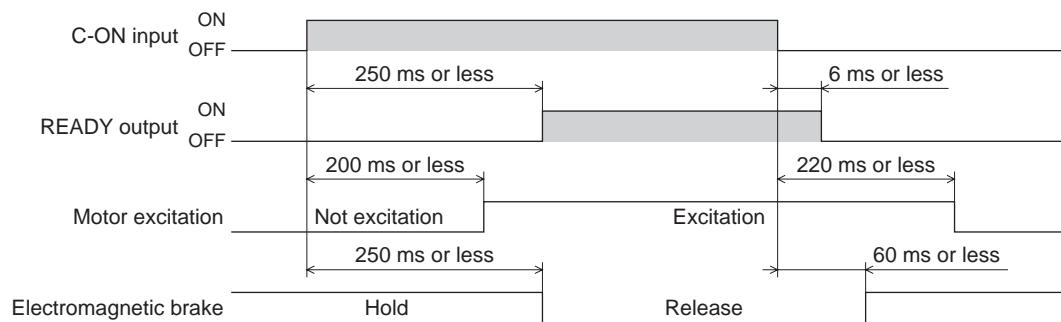 ON
C-ON input
OFF
250 ms or less
6 ms or less
ON
READY output
OFF
200 ms or less
220 ms or less
Motor excitation
Not excitation
Excitation
250 ms or less
60 ms or less
Electromagnetic brake
Hold
Release